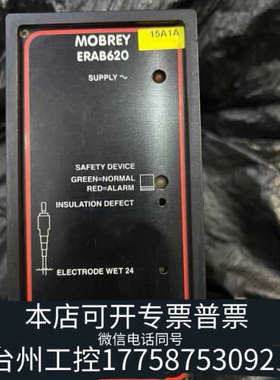 MOBREY
15A1A
ERAB620
SUPPLY ~
SAFETY DEVICE
GREEN=NORMAL
RED=ALARM
INSULATION DEFECT
ELECTRODE WET 24
本店可开专票普票
微信电话同号
台州工控17758753092